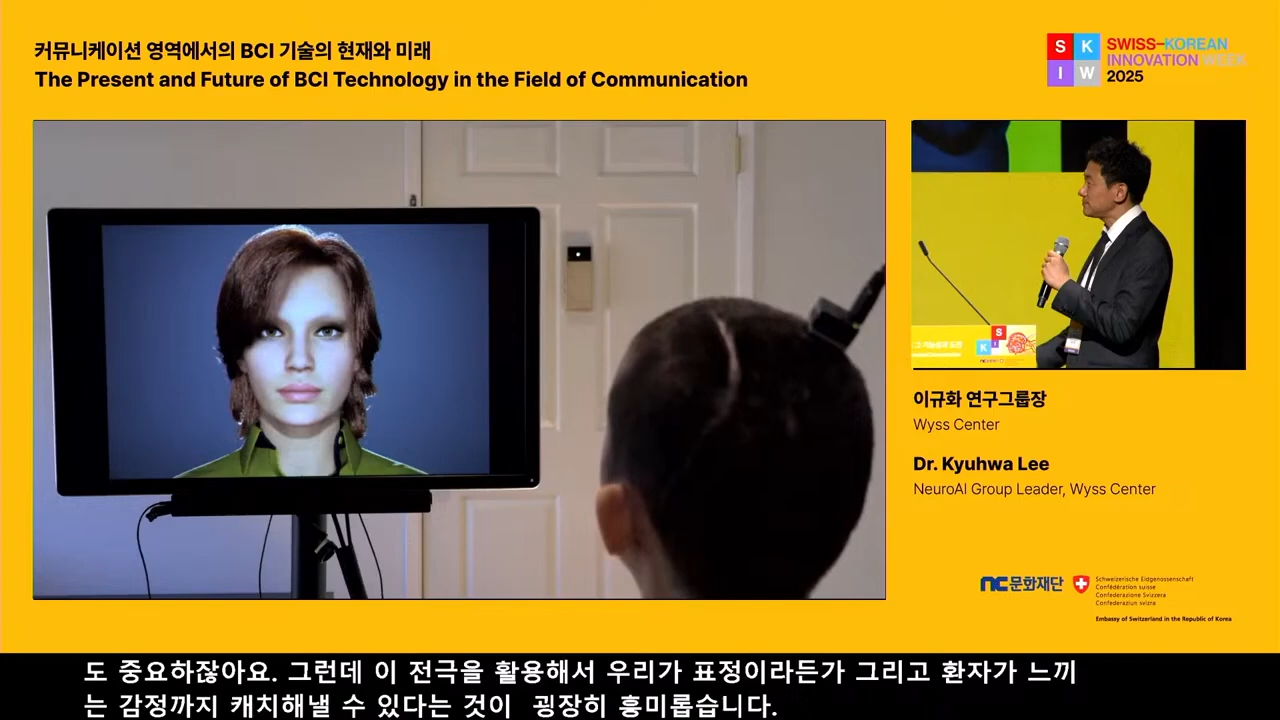 커뮤니케이션 영역에서의 BCI 기술의 현재와 미래
The Present and Future of BCI Technology in the Field of Communication
S K
I W
SWISS–KOREAN
INNOVATION WEEK
2025
S
K
이규화 연구그룹장
Wyss Center
Dr. Kyuhwa Lee
NeuroAI Group Leader, Wyss Center
nc문화재단
Schweizerische Eidgenossenschaft
Confédération suisse
Confederazione Svizzera
Confederaziun svizra
Embassy of Switzerland in the Republic of Korea
도 중요하잖아요. 그런데 이 전극을 활용해서 우리가 표정이라든가 그리고 환자가 느끼
는 감정까지 캐치해낼 수 있다는 것이 굉장히 흥미롭습니다.